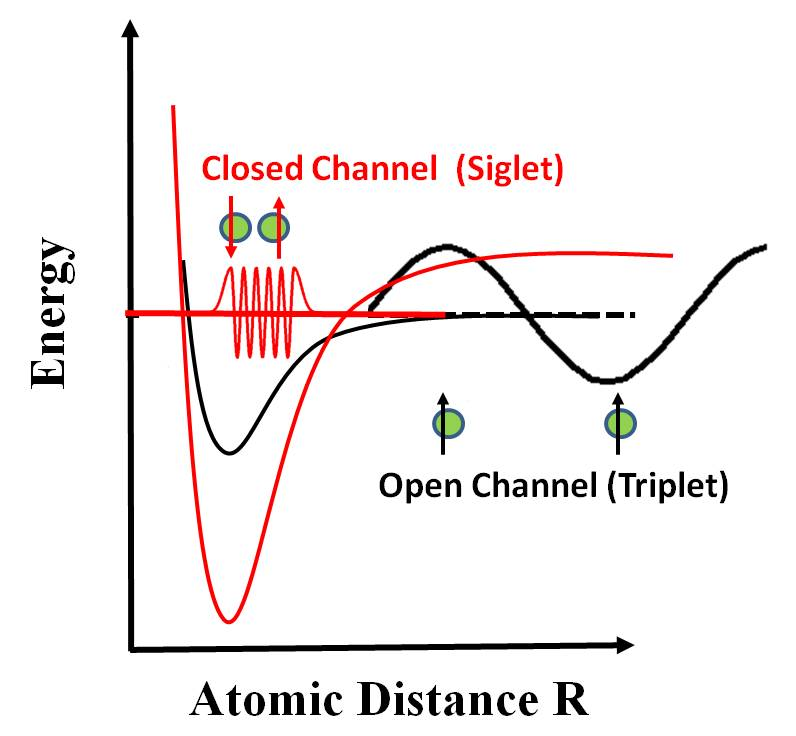 Closed Channel (Siglet)
Energy
Open Channel (Triplet)
Atomic Distance R